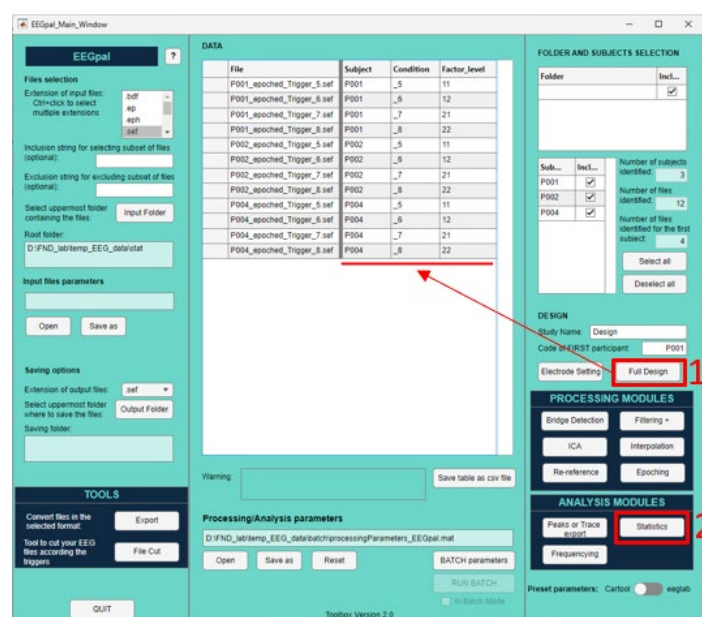 EEGpal_Main_Window
EEGpal
?
Files selection
Extension of input files:
Ctrl+click to select
multiple extensions
.bdf
.ep
.eph
.sef
Inclusion string for selecting subset of files
(optional):
Exclusion string for excluding subset of files
(optional):
Select uppermost folder
containing the files:
Input Folder
Root folder:
D:\FND_lab\temp_EEG_data\stat
Input files parameters
Open Save as
Saving options
Extension of output files: .sef
Select uppermost folder
where to save the files:
Output Folder
Saving folder:
TOOLS
Convert files in the
selected format:
Export
Tool to cut your EEG
files according the
triggers
File Cut
QUIT
DATA
File Subject Condition Factor_level
P001_epoched_Trigger_5.sef P001 _5 11
P001_epoched_Trigger_6.sef P001 _6 12
P001_epoched_Trigger_7.sef P001 _7 21
P001_epoched_Trigger_8.sef P001 _8 22
P002_epoched_Trigger_5.sef P002 _5 11
P002_epoched_Trigger_6.sef P002 _6 12
P002_epoched_Trigger_7.sef P002 _7 21
P002_epoched_Trigger_8.sef P002 _8 22
P004_epoched_Trigger_5.sef P004 _5 11
P004_epoched_Trigger_6.sef P004 _6 12
P004_epoched_Trigger_7.sef P004 _7 21
P004_epoched_Trigger_8.sef P004 _8 22
Warning:
Save table as csv file
Processing/Analysis parameters
D:\FND_lab\temp_EEG_data\batch\processingParameters_EEGpal.mat
Open Save as Reset BATCH parameters
RUN BATCH
In Batch Mode
Toolbox Version 2.0
FOLDER AND SUBJECTS SELECTION
Folder Incl...
Sub... Incl...
P001
P002
P004
Number of subjects
identified: 3
Number of files
identified: 12
Number of files
identified for the first
subject: 4
Select all
Deselect all
DESIGN
Study Name: Design
Code of FIRST participant: P001
Electrode Setting Full Design 1
PROCESSING MODULES
Bridge Detection Filtering +
ICA Interpolation
Re-reference Epoching
ANALYSIS MODULES
Peaks or Trace
export
Statistics 2
Frequencying
Preset parameters: Cartool eeglab